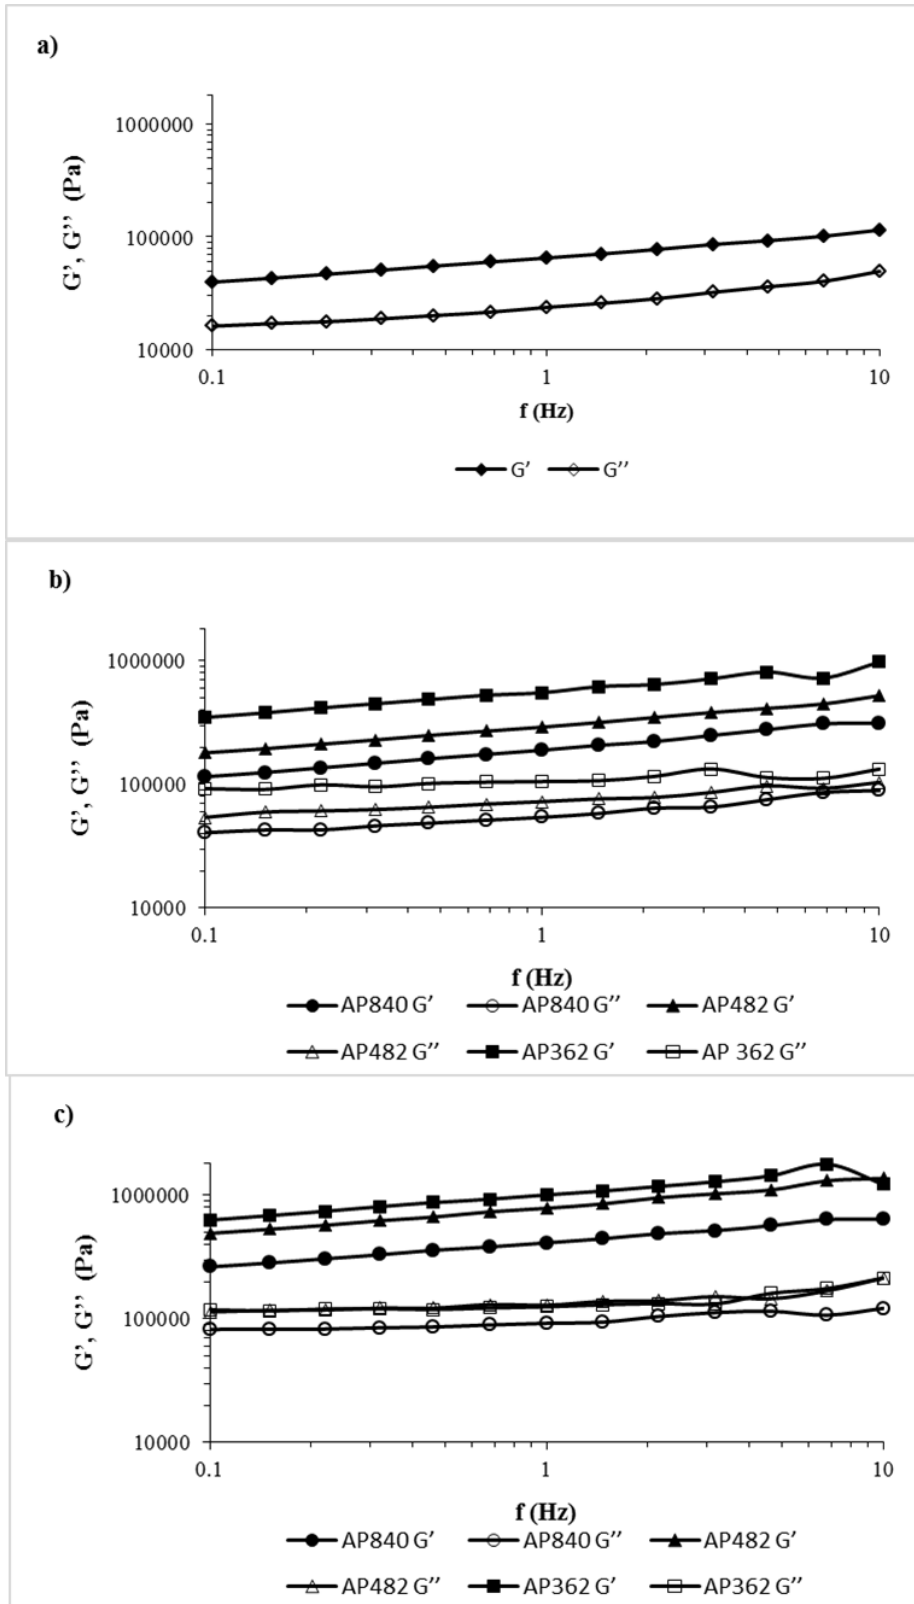 a)
G’, G’’ (Pa)
1000000
100000
10000
0.1 1 10
f (Hz)
G’ G’’
b)
G’, G’’ (Pa)
1000000
100000
10000
0.1 1 10
f (Hz)
AP840 G’ AP840 G’’ AP482 G’
AP482 G’’ AP362 G’ AP 362 G’’
c)
G’, G’’ (Pa)
1000000
100000
10000
0.1 1 10
f (Hz)
AP840 G’ AP840 G’’ AP482 G’
AP482 G’’ AP362 G’ AP362 G’’